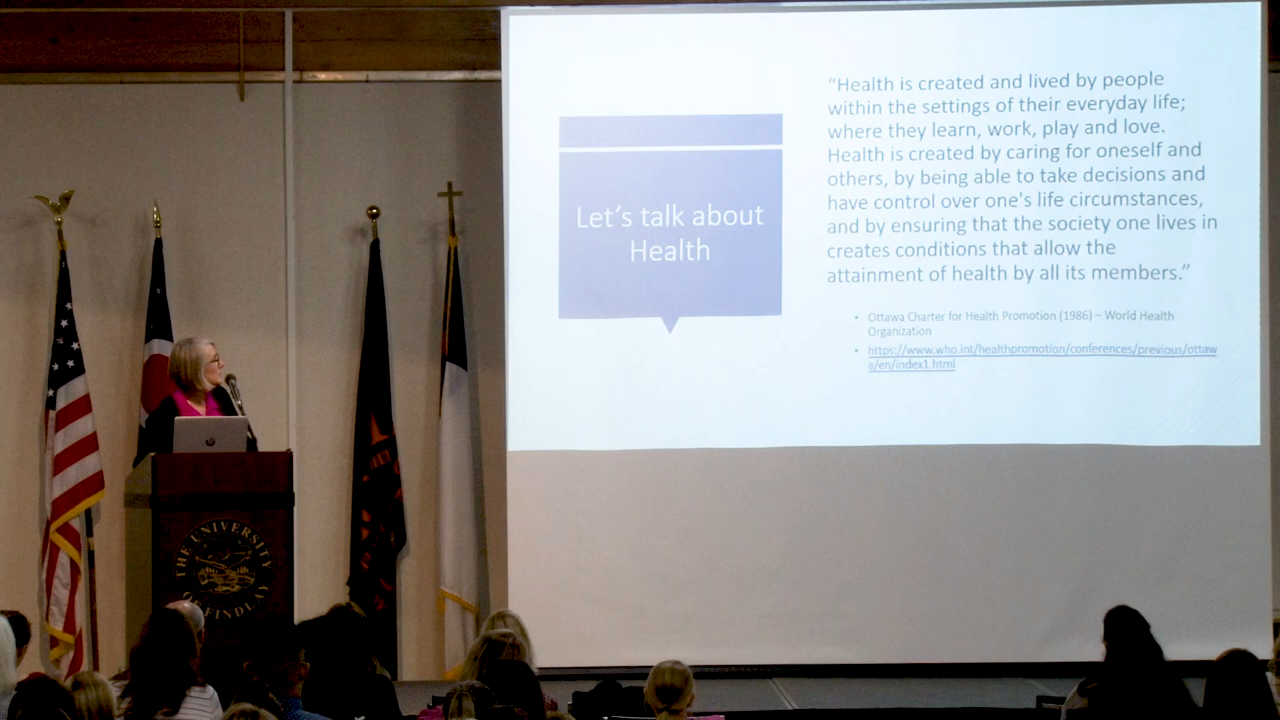 Let's talk about
Health
“Health is created and lived by people
within the settings of their everyday life;
where they learn, work, play and love.
Health is created by caring for oneself and
others, by being able to take decisions and
have control over one's life circumstances,
and by ensuring that the society one lives in
creates conditions that allow the
attainment of health by all its members.”
• Ottawa Charter for Health Promotion (1986) – World Health
Organization
• https://www.who.int/healthpromotion/conferences/previous/ottaw
a/en/index1.html
THE UNIVERSITY
OF FINDLAY